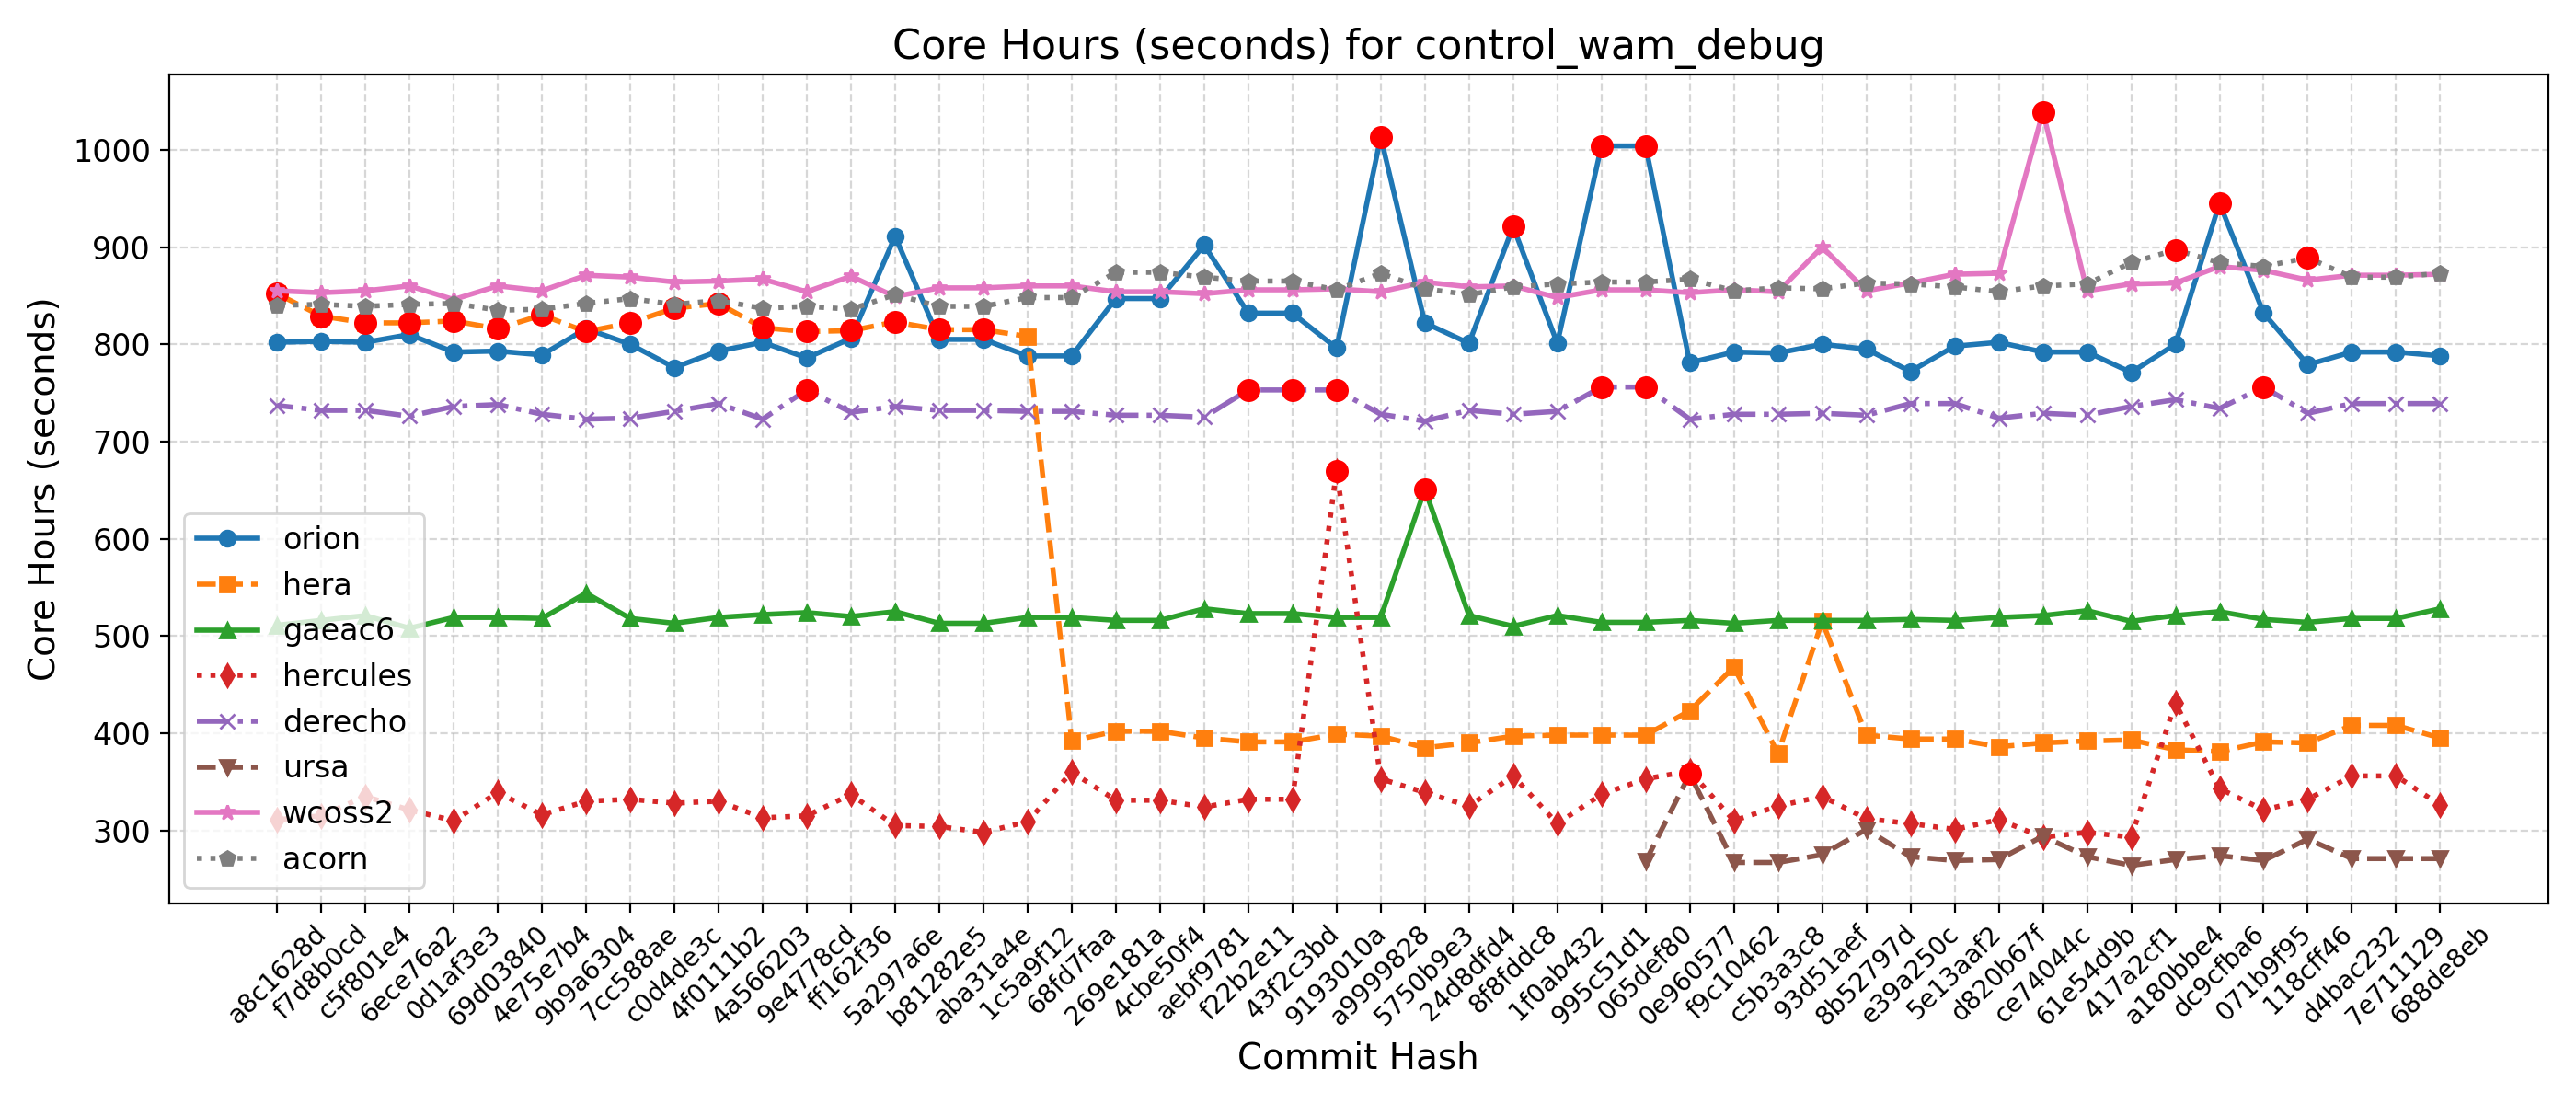 Core Hours (seconds) for control_wam_debug
Core Hours (seconds)
1000
900
800
700
600
500
400
300
orion
hera
gaeac6
hercules
derecho
ursa
wcoss2
acorn
a8c1628d
f7d8b0cd
c5f801e4
6ece76a2
0d1af3e3
69d03840
4e75e7b4
9b9a6304
7cc588ae
c0d4de3c
4f0111b2
4a566203
9e4778cd
ff162f36
5a297a6e
b81282e5
aba31a4e
1c5a9f12
68fd7faa
269e181a
4cbe50f4
aebf9781
f22b2e11
43f2c3bd
9193010a
a9999828
5750b9e3
24d8dfd4
8f8fddc8
1f0ab432
995c51d1
065def80
0e960577
f9c10462
c5b3a3c8
93d51aef
8b52797d
e39a250c
5e13aaf2
d820b67f
ce74044c
61e54d9b
417a2cf1
a180bbe4
dc9cfba6
071b9f95
118cff46
d4bac232
7e711129
688de8eb
Commit Hash